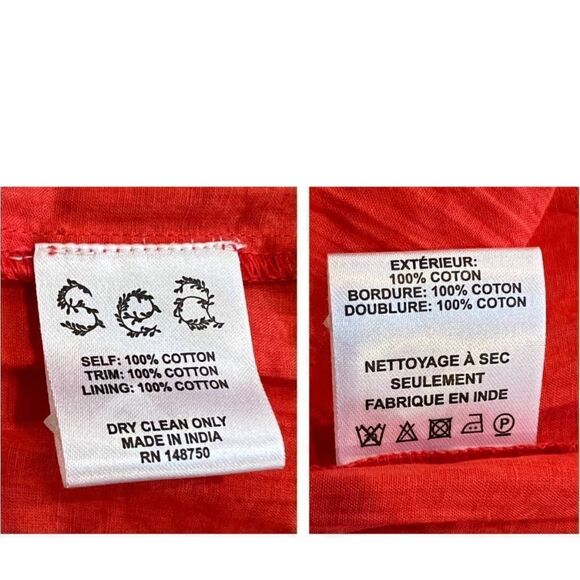 Sea
SELF: 100% COTTON
TRIM: 100% COTTON
LINING: 100% COTTON
DRY CLEAN ONLY
MADE IN INDIA
RN 148750
EXTÉRIEUR:
100% COTON
BORDURE: 100% COTON
DOUBLURE: 100% COTON
NETTOYAGE À SEC
SEULEMENT
FABRIQUE EN INDE
P